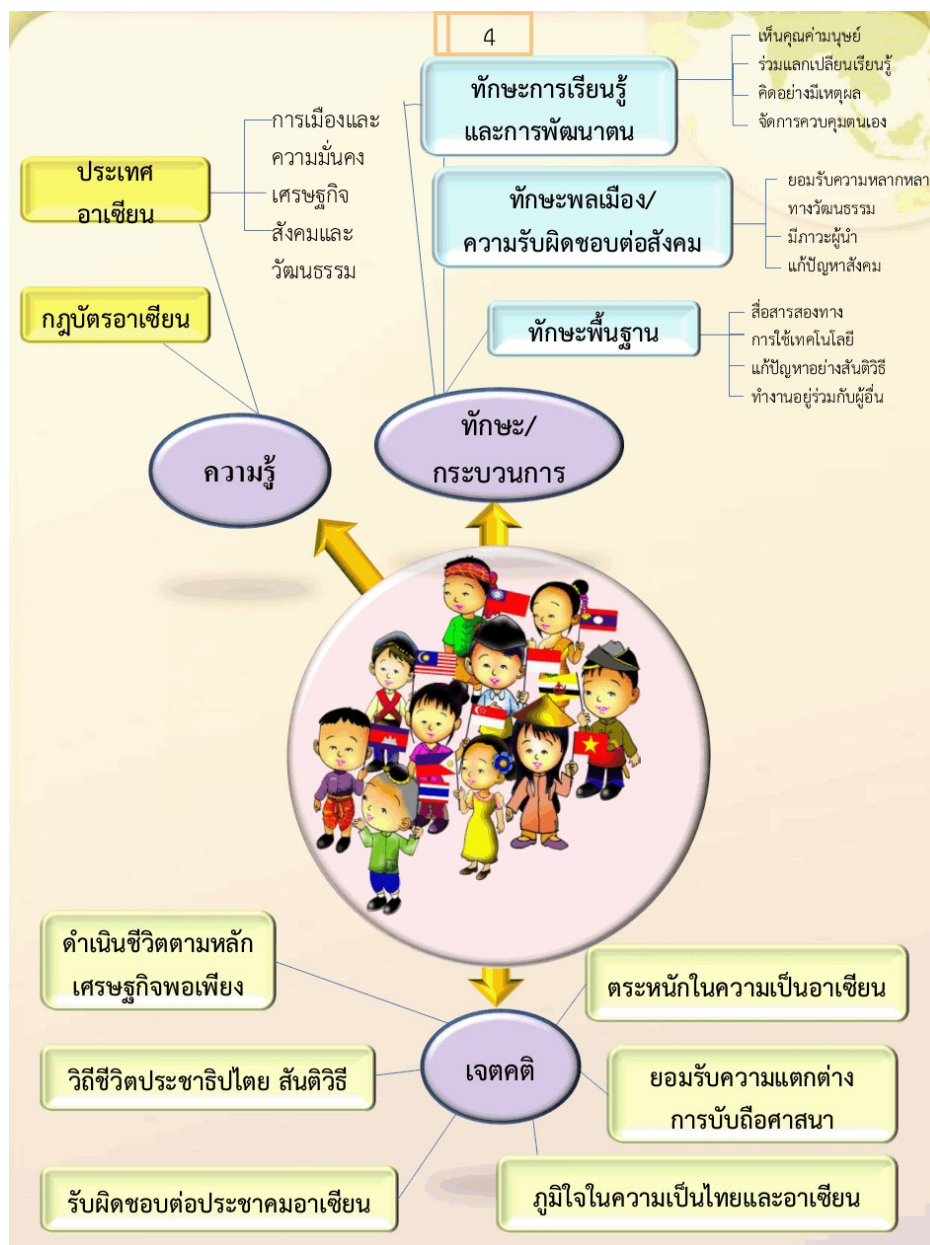 4
ทักษะการเรียนรู้
และการพัฒนาตน
เห็นคุณค่ามนุษย์
ร่วมแลกเปลี่ยนเรียนรู้
คิดอย่างมีเหตุผล
จัดการควบคุมตนเอง
ประเทศ
อาเซียน
การเมืองและ
ความมั่นคง
เศรษฐกิจ
สังคมและ
วัฒนธรรม
ทักษะพลเมือง/
ความรับผิดชอบต่อสังคม
ยอมรับความหลากหลา
ทางวัฒนธรรม
มีภาวะผู้นำ
แก้ปัญหาสังคม
กฎบัตรอาเซียน
ทักษะพื้นฐาน
สื่อสารสองทาง
การใช้เทคโนโลยี
แก้ปัญหาอย่างสันติวิธี
ทำงานอยู่ร่วมกับผู้อื่น
ความรู้
ทักษะ/
กระบวนการ
ดำเนินชีวิตตามหลัก
เศรษฐกิจพอเพียง
ตระหนักในความเป็นอาเซียน
เจตคติ
วิถีชีวิตประชาธิปไตย สันติวิธี
ยอมรับความแตกต่าง
การบับถือศาสนา
รับผิดชอบต่อประชาคมอาเซียน
ภูมิใจในความเป็นไทยและอาเซียน